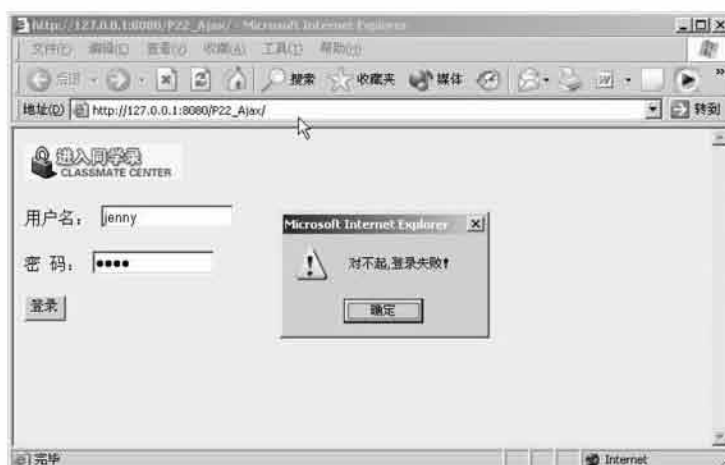 http://127.0.0.1:8080/P22_Ajax/ - Microsoft Internet Explorer
文件(F) 编辑(E) 查看(V) 收藏(A) 工具(T) 帮助(H)
后退 搜索 收藏夹 媒体
地址(D) http://127.0.0.1:8080/P22_Ajax/ 转到
进入同学录
CLASSMATE CENTER
用户名： jenny
密 码： ●●●●
登录
Microsoft Internet Explorer
对不起,登录失败!
确定
完毕 Internet